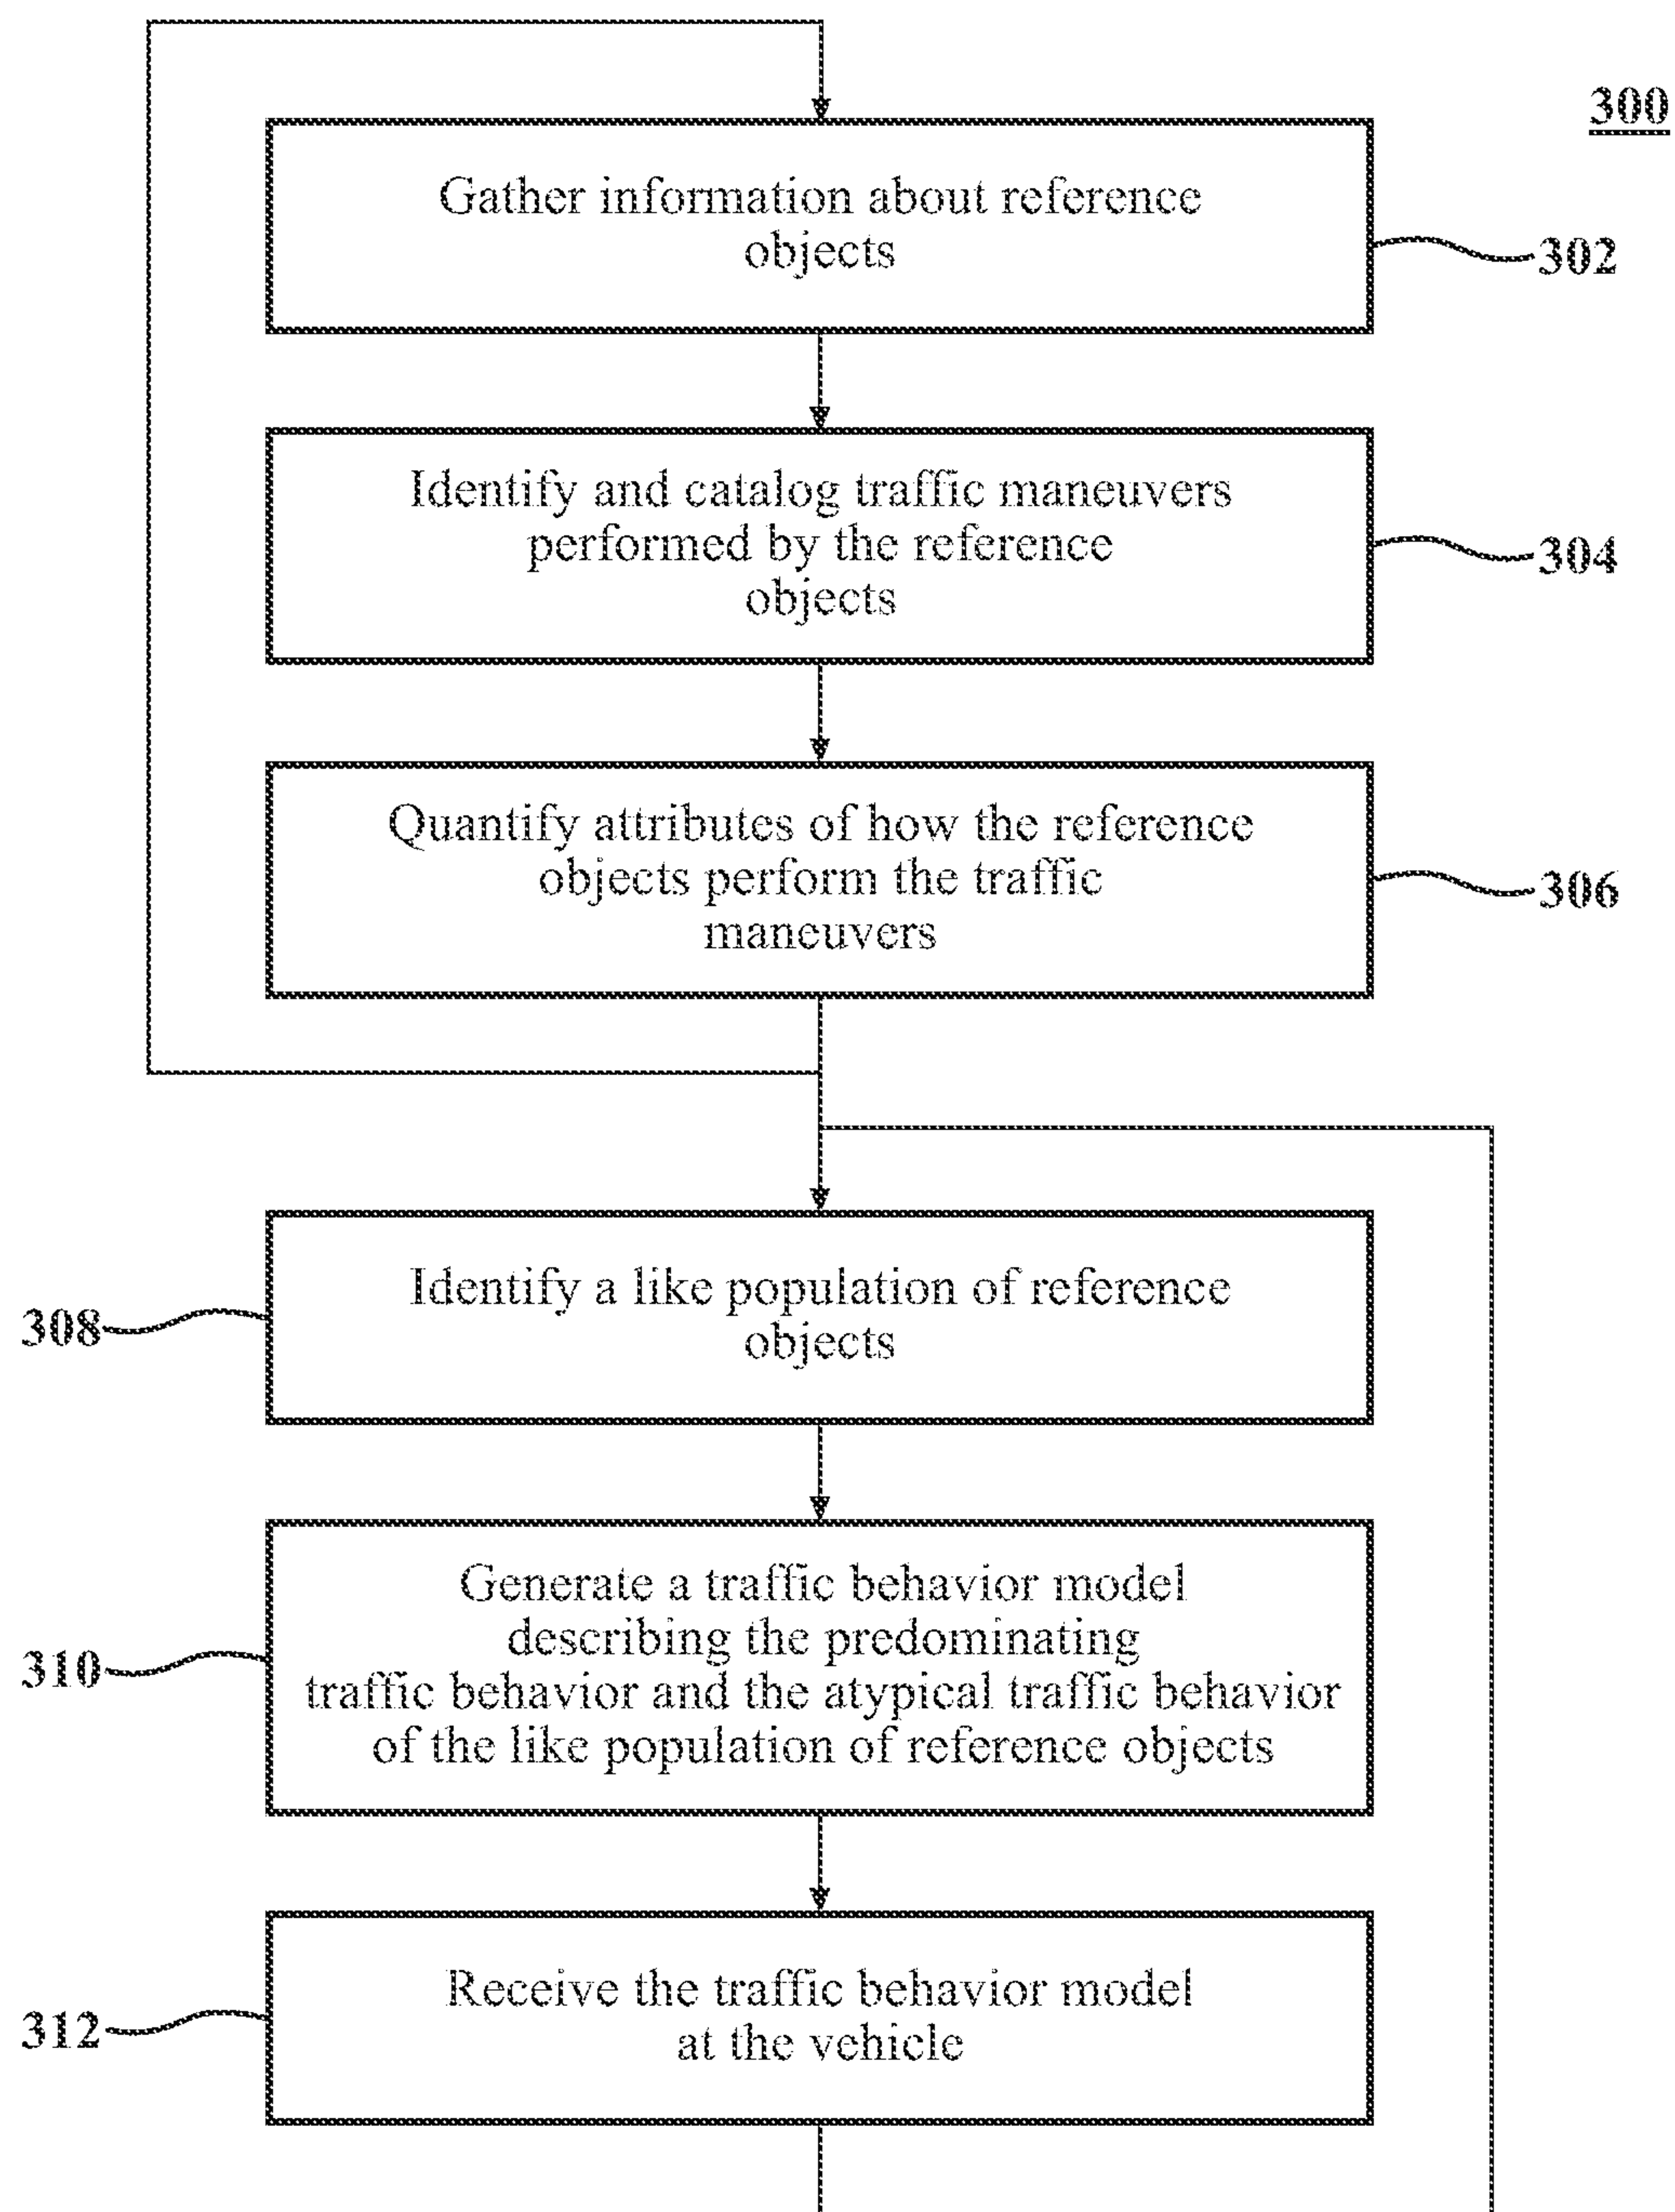 300
Gather information about reference
objects
302
Identify and catalog traffic maneuvers
performed by the reference
objects
304
Quantify attributes of how the reference
objects perform the traffic
maneuvers
306
Identify a like population of reference
objects
308
Generate a traffic behavior model
describing the predominating
traffic behavior and the atypical traffic behavior
of the like population of reference objects
310
Receive the traffic behavior model
at the vehicle
312